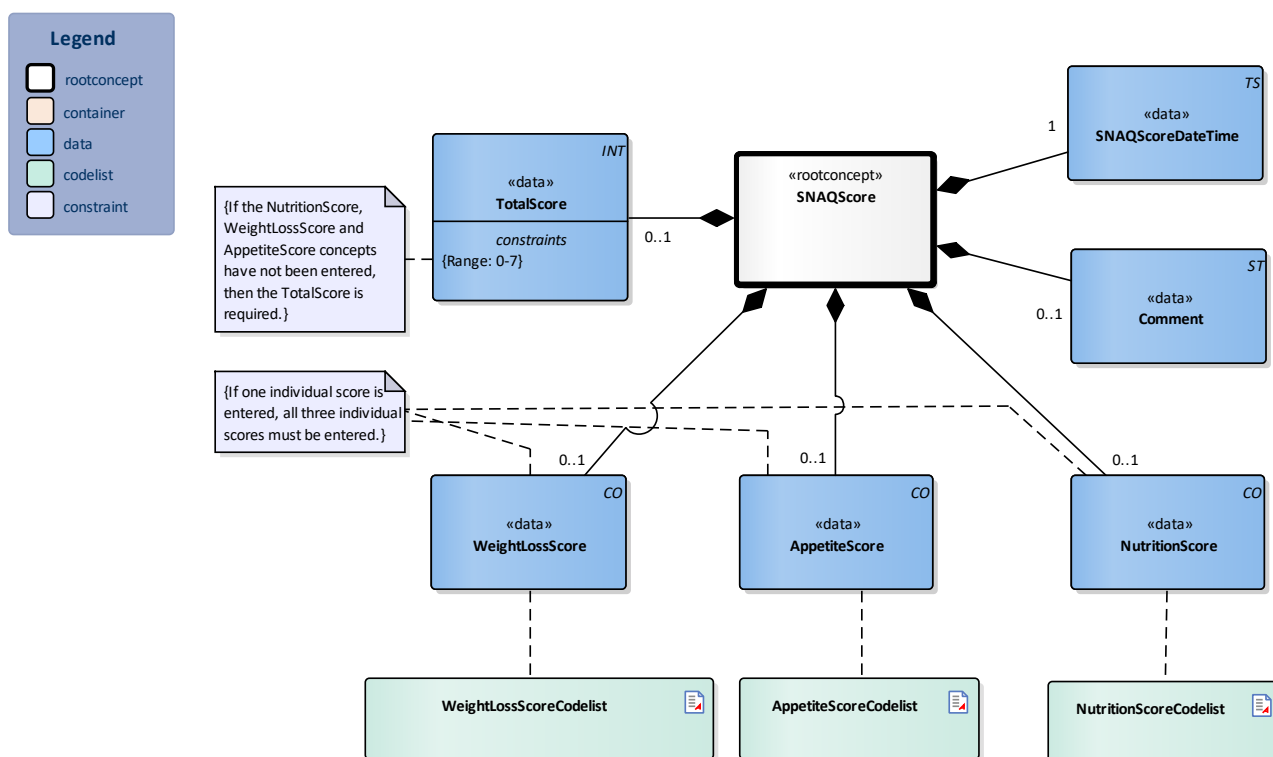 Legend
rootconcept
container
data
codelist
constraint
TS
«data»
SNAQScoreDateTime
1
INT
«data»
TotalScore
constraints
{Range: 0-7}
0..1
«rootconcept»
SNAQScore
{If the NutritionScore,
WeightLossScore and
AppetiteScore concepts
have not been entered,
then the TotalScore is
required.}
ST
«data»
Comment
0..1
{If one individual score is
entered, all three individual
scores must be entered.}
0..1
0..1
0..1
CO
«data»
WeightLossScore
CO
«data»
AppetiteScore
CO
«data»
NutritionScore
WeightLossScoreCodelist
AppetiteScoreCodelist
NutritionScoreCodelist